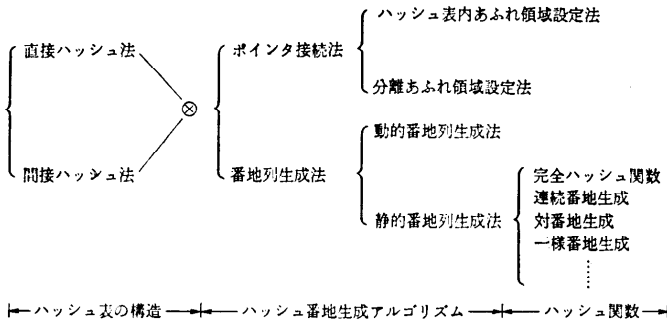 直接ハッシュ法
間接ハッシュ法
⊗
ポインタ接続法
番地列生成法
ハッシュ表内あふれ領域設定法
分離あふれ領域設定法
動的番地列生成法
静的番地列生成法
完全ハッシュ関数
連続番地生成
対番地生成
一様番地生成
ハッシュ表の構造
ハッシュ番地生成アルゴリズム
ハッシュ関数